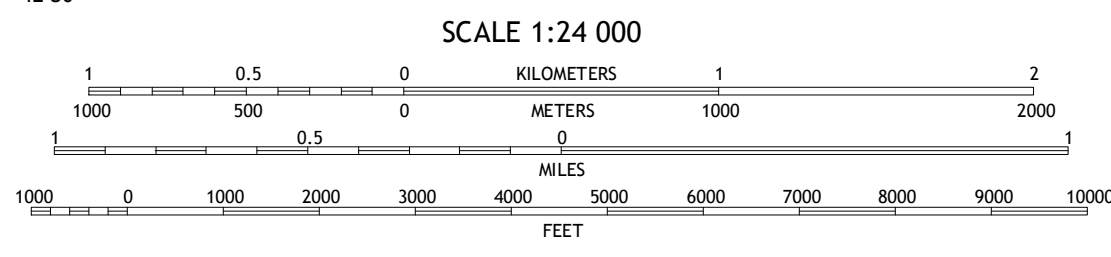 SCALE 1:24 000
1 0.5 0 KILOMETERS 1 2
1000 500 0 METERS 1000 2000
1 0.5 0 1
MILES
1000 0 1000 2000 3000 4000 5000 6000 7000 8000 9000 10000
FEET